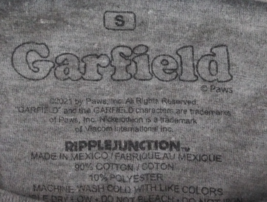 S
Garfield
© Paws
©2021 by Paws, Inc. All Rights Reserved.
"GARFIELD" and the GARFIELD characters are trademarks
of Paws, Inc. Nickelodeon is a trademark
of Viacom International Inc.
RIPPLEJUNCTION
MADE IN MEXICO / FABRIQUE AU MEXIQUE
90% COTTON / COTON
10% POLYESTER
MACHINE WASH COLD WITH LIKE COLORS